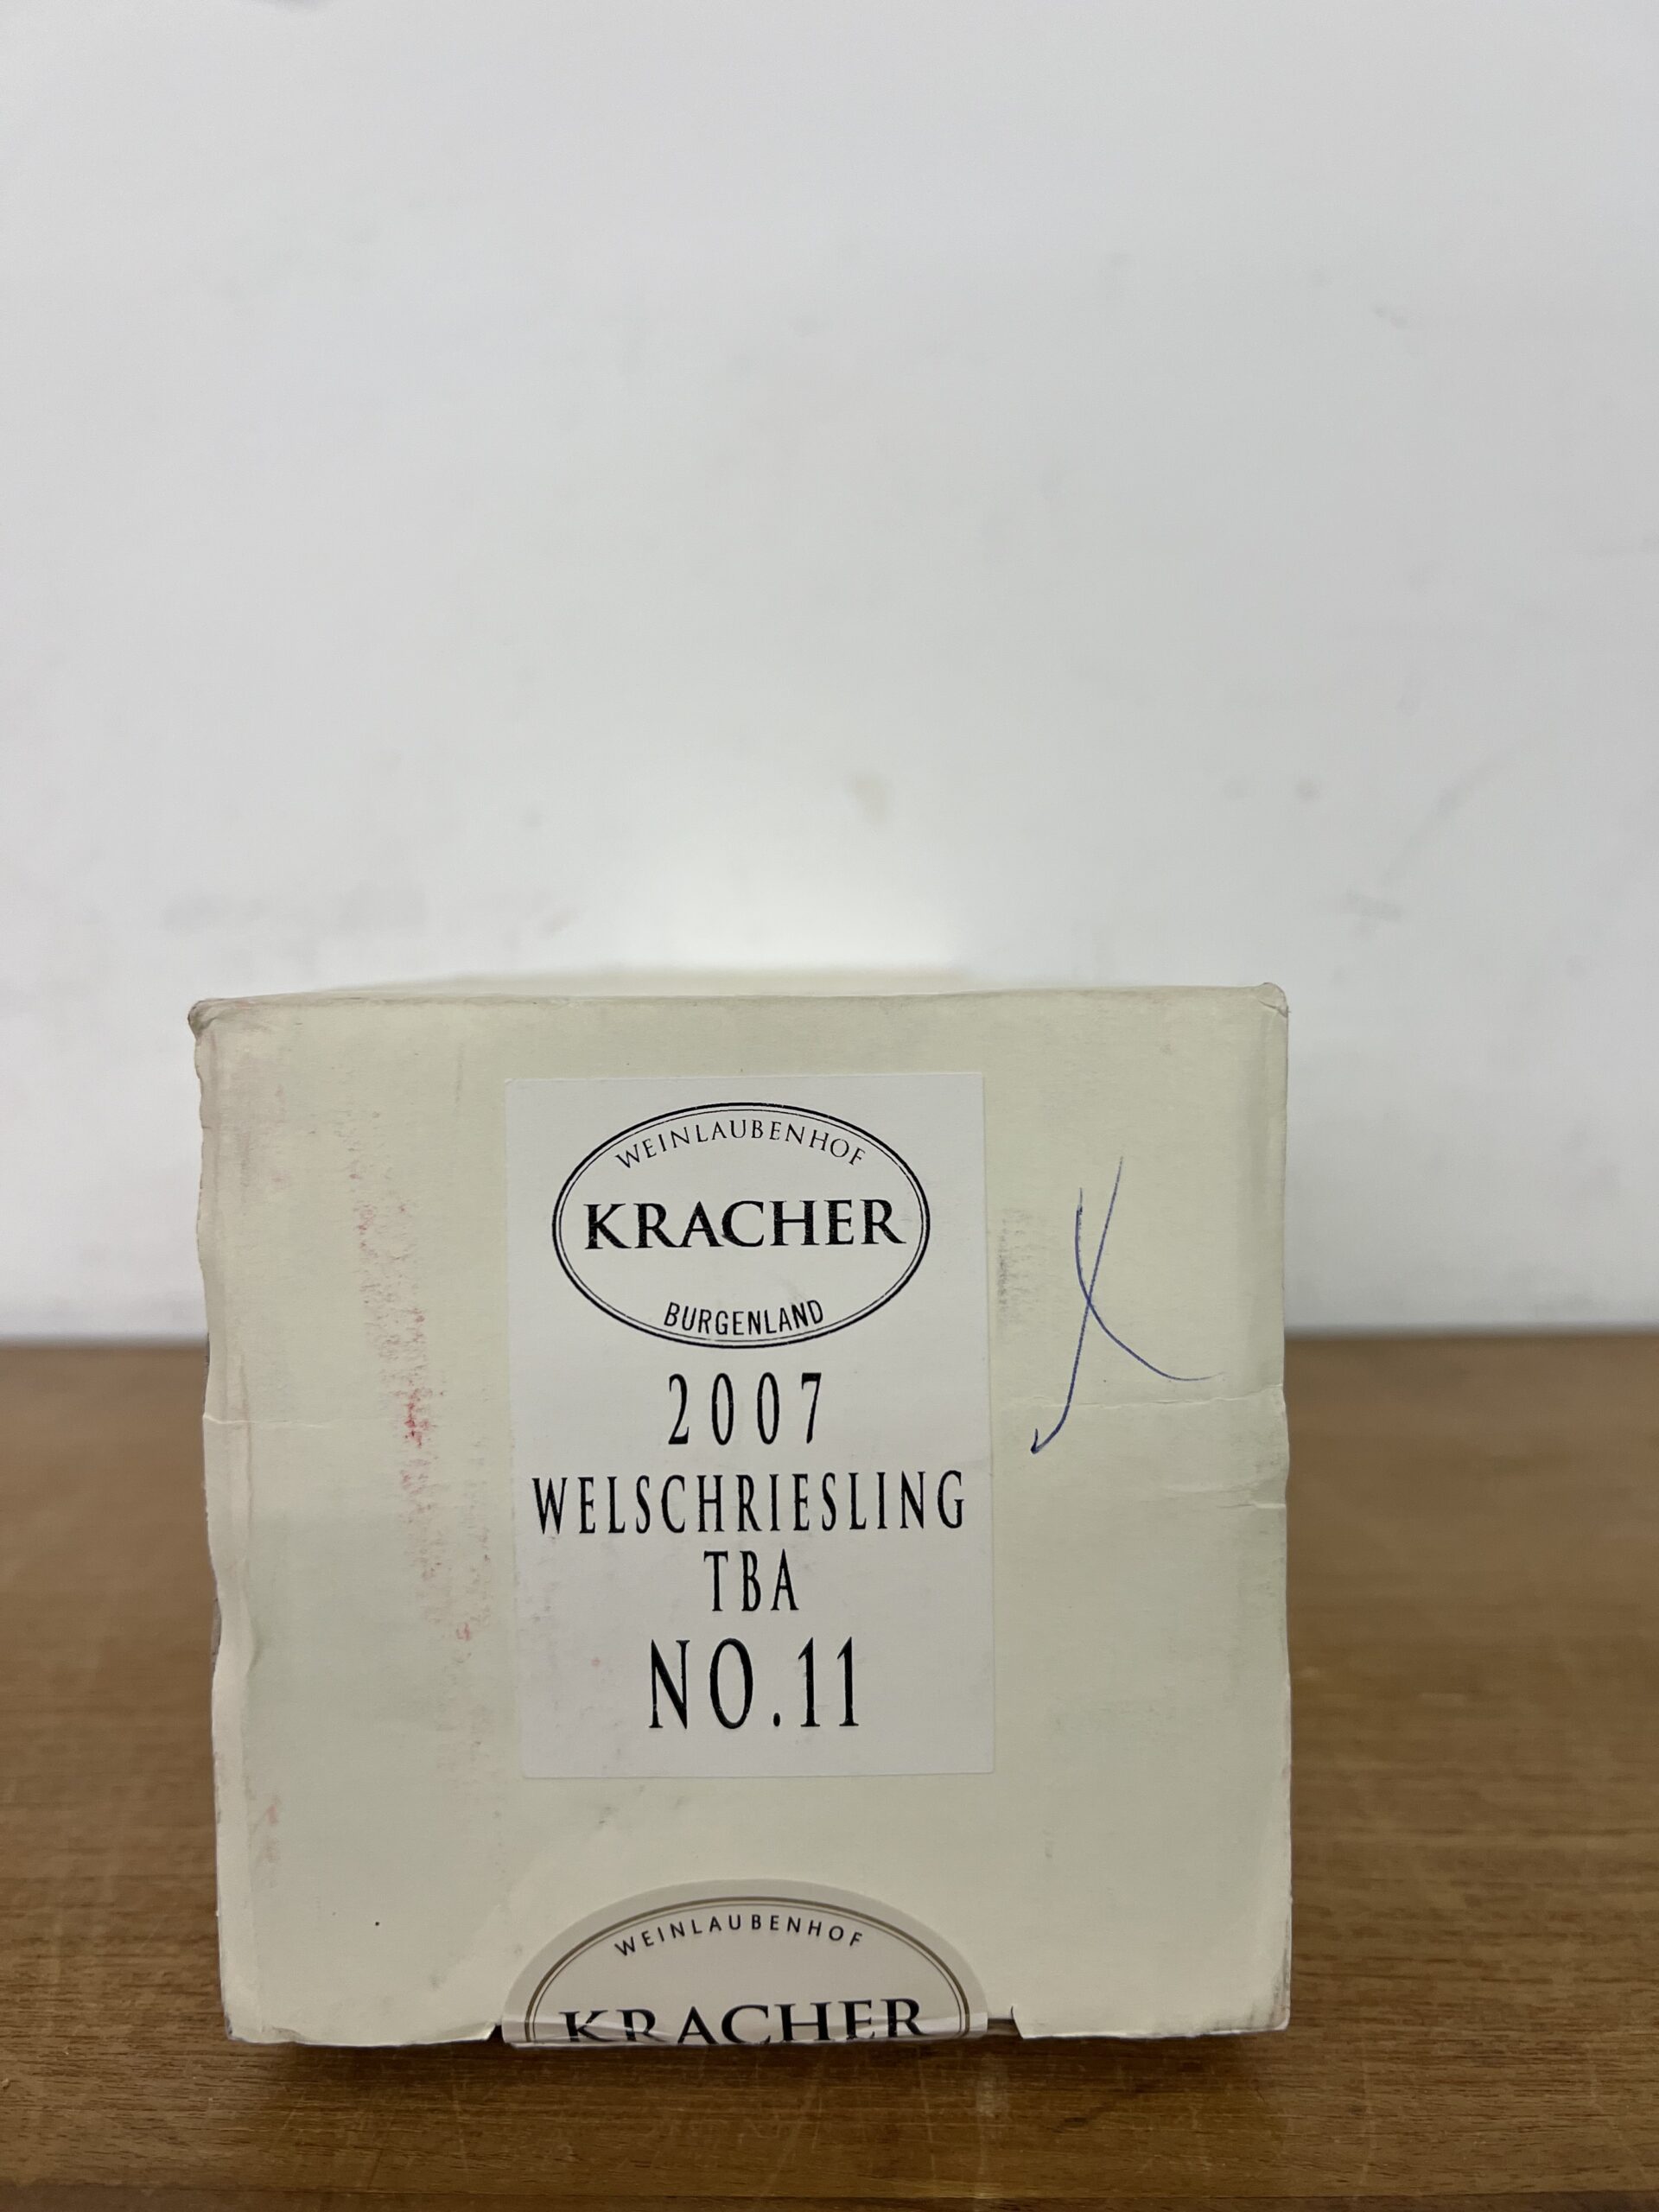 WEINLAUBENHOF
KRACHER
BURGENLAND
2007
WELSCHRIESLING
TBA
NO.11
WEINLAUBENHOF
KRACHER